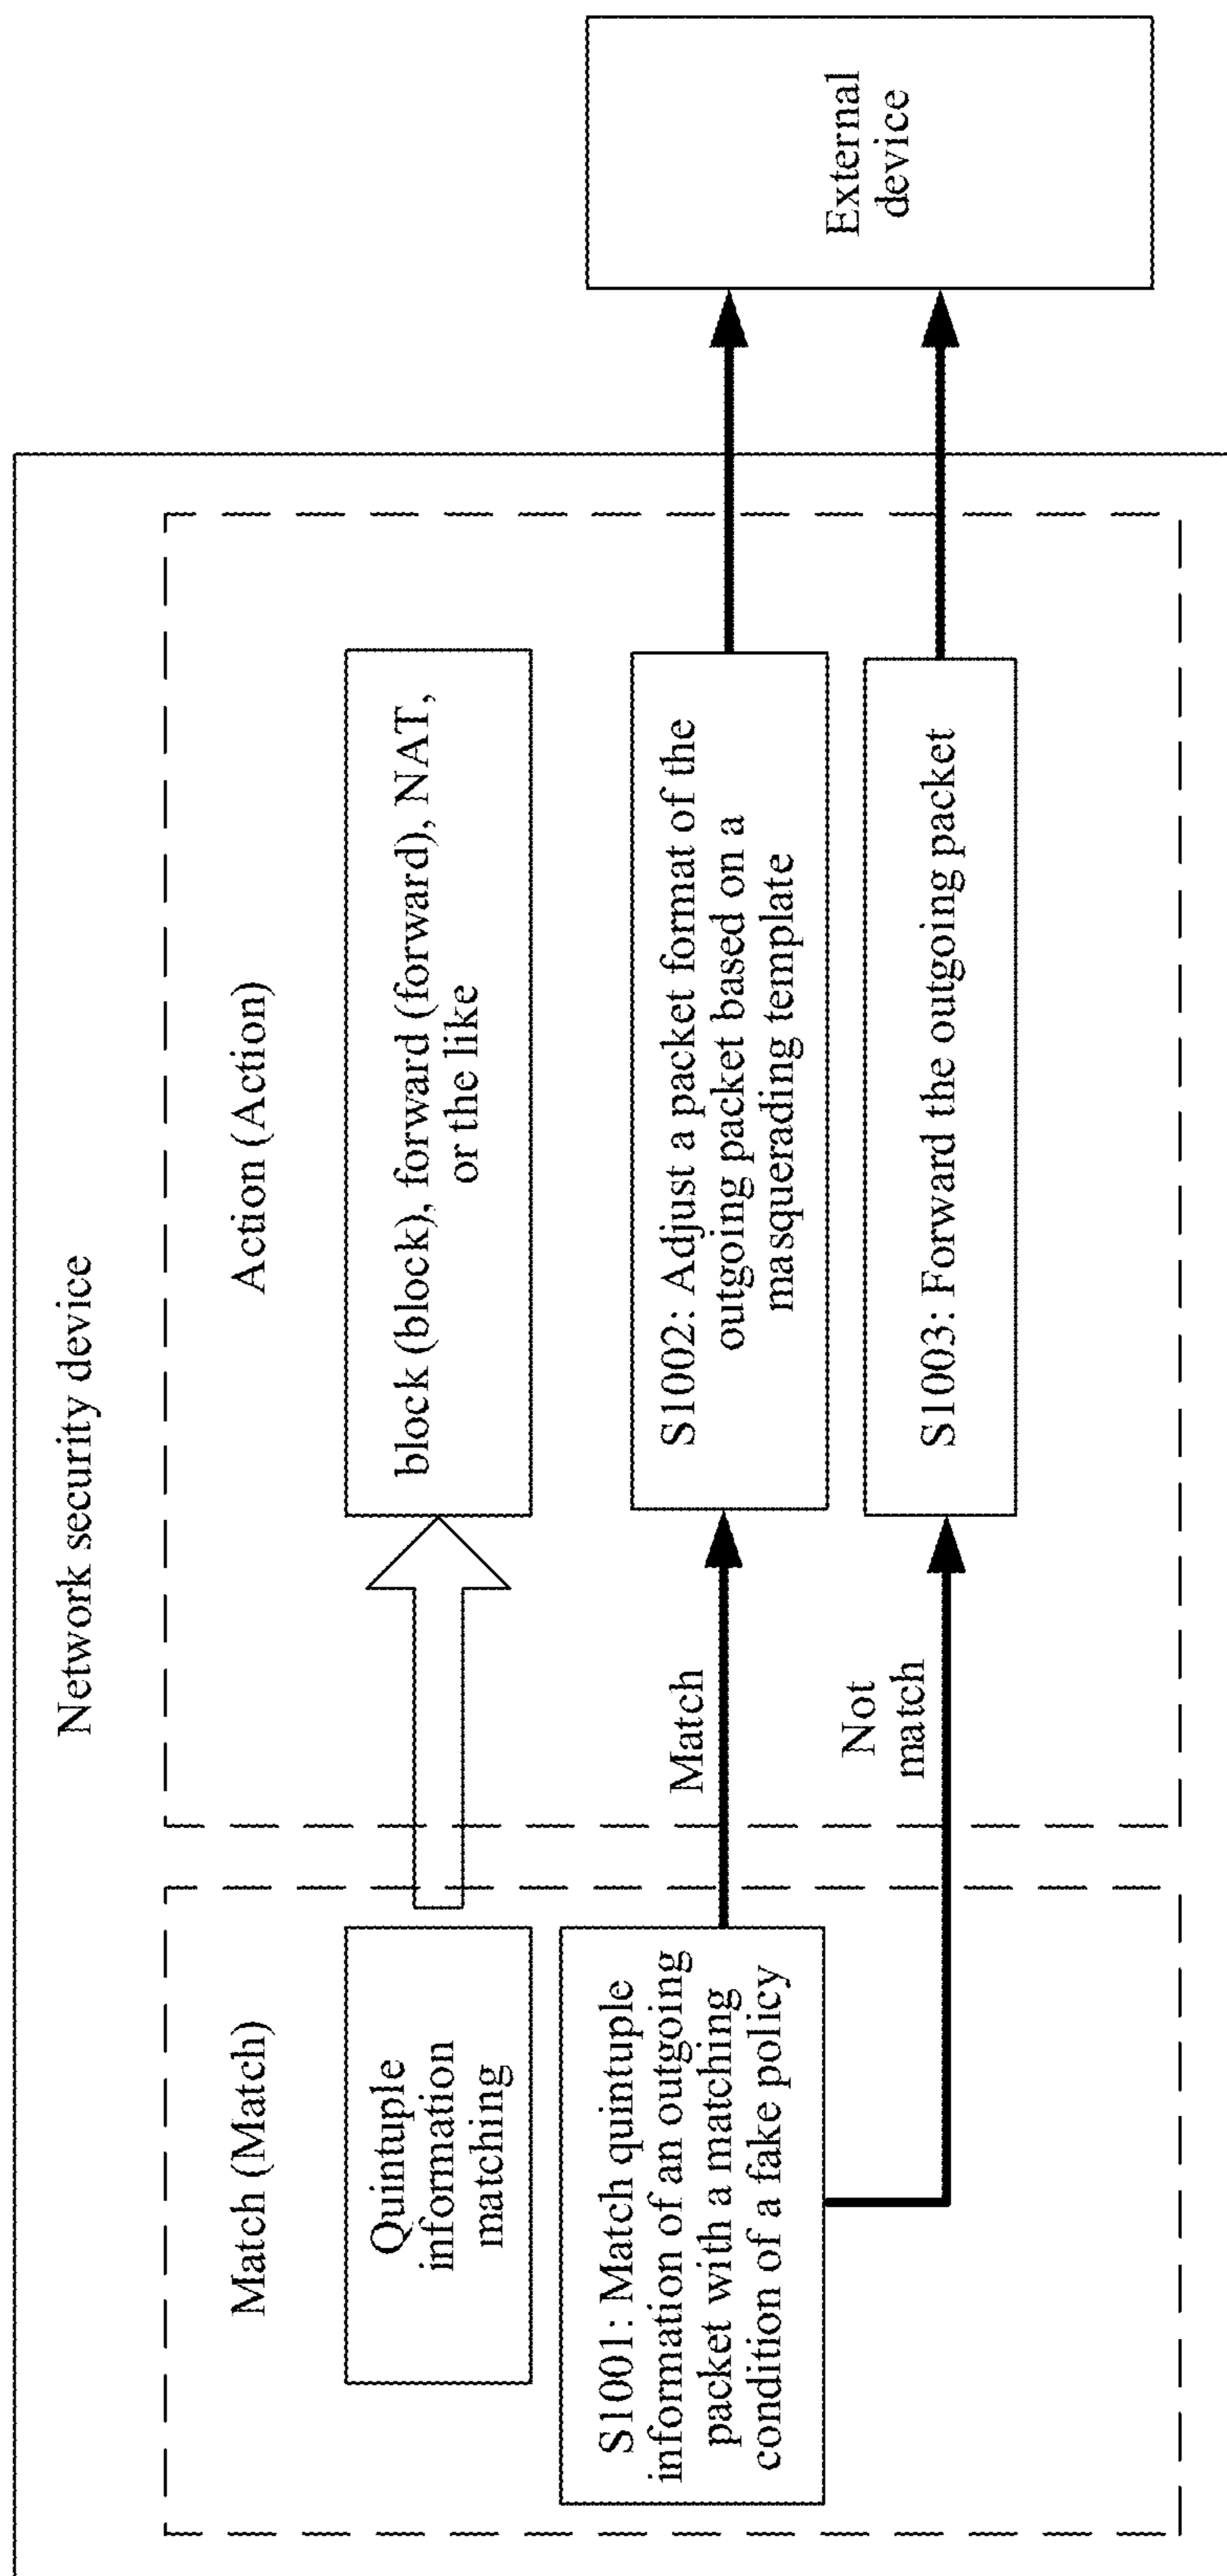 Network security device
Match (Match)
Quintuple
information
matching
S1001: Match quintuple
information of an outgoing
packet with a matching
condition of a fake policy
Action (Action)
block (block), forward (forward), NAT,
or the like
Match
S1002: Adjust a packet format of the
outgoing packet based on a
masquerading template
Not
match
S1003: Forward the outgoing packet
External
device